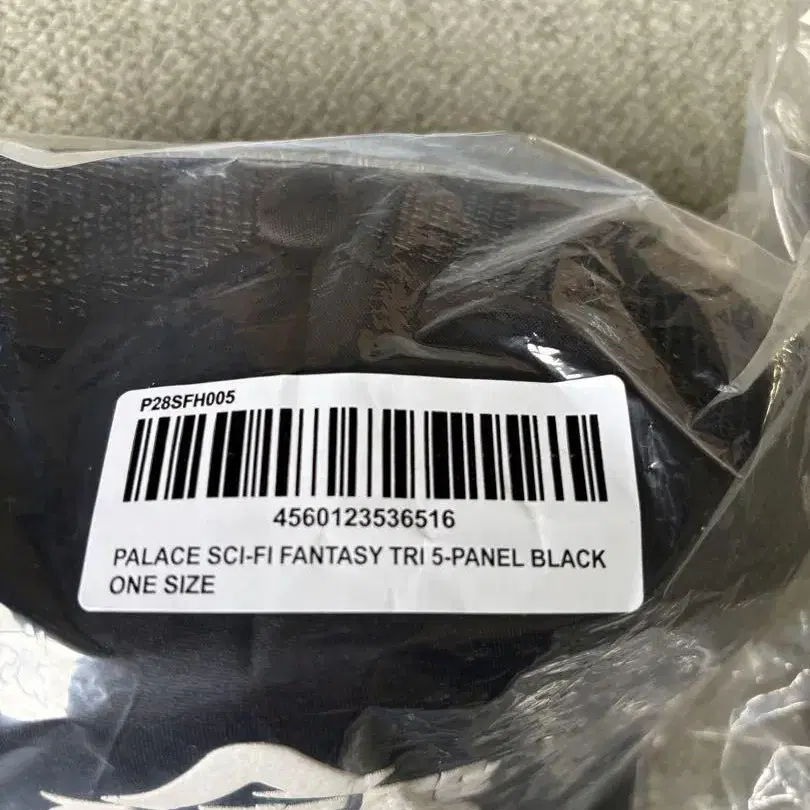 P28SFH005
4560123536516
PALACE SCI-FI FANTASY TRI 5-PANEL BLACK
ONE SIZE